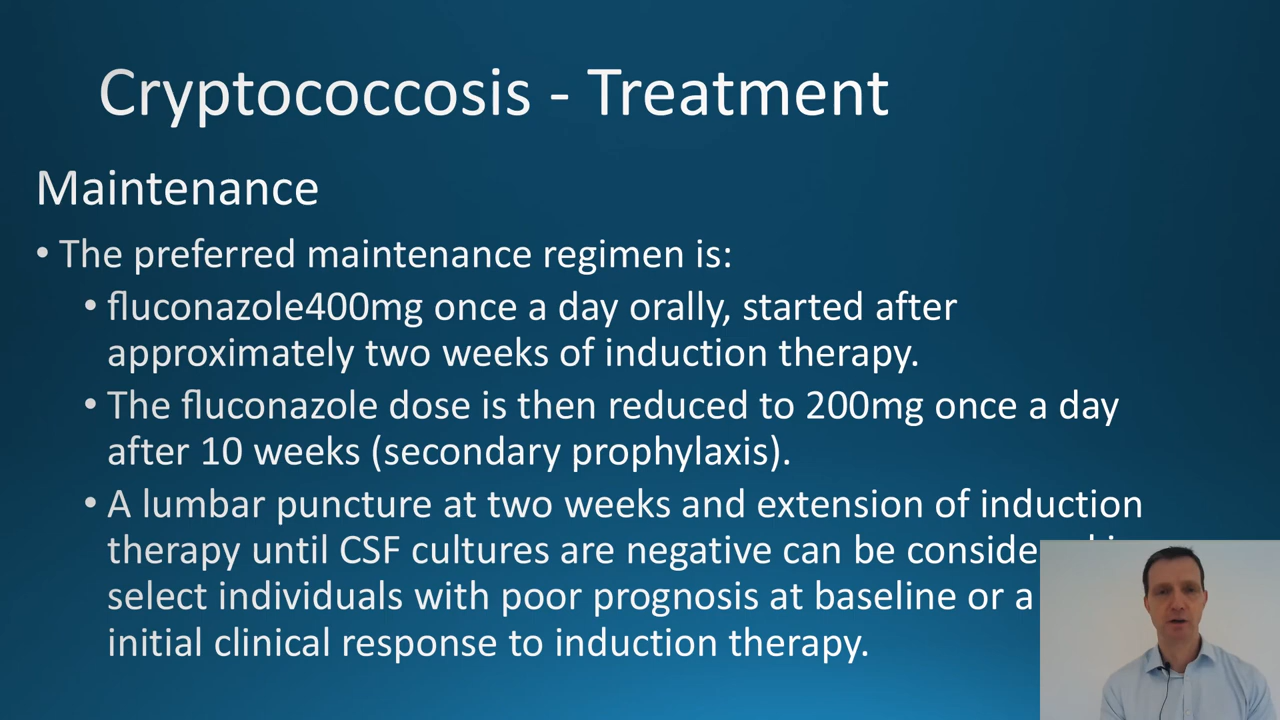 Cryptococcosis - Treatment
Maintenance
• The preferred maintenance regimen is:
• fluconazole400mg once a day orally, started after
approximately two weeks of induction therapy.
• The fluconazole dose is then reduced to 200mg once a day
after 10 weeks (secondary prophylaxis).
• A lumbar puncture at two weeks and extension of induction
therapy until CSF cultures are negative can be
select individuals with poor prognosis at baseline or a
initial clinical response to induction therapy.